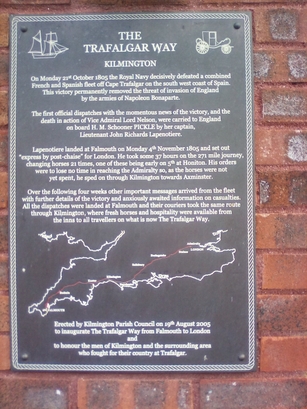 THE
TRAFALGAR WAY
KILMINGTON
On Monday 21st October 1805 the Royal Navy decisively defeated a combined
French and Spanish fleet off Cape Trafalgar on the south west coast of Spain.
This victory permanently removed the threat of invasion of England
by the armies of Napoleon Bonaparte.
The first official dispatches with the momentous news of the victory, and the
death in action of Vice Admiral Lord Nelson, were carried to England
on board H. M. Schooner PICKLE by her captain,
Lieutenant John Richards Lapenotiere.
Lapenotiere landed at Falmouth on Monday 4th November 1805 and set out
"express by post-chaise" for London. He took some 37 hours on the 271 mile journey,
changing horses 21 times, one of these being early on 5th at Honiton. His orders
were to lose no time in reaching the Admiralty so, as the horses were not
yet spent, he sped on through Kilmington towards Axminster.
Over the following four weeks other important messages arrived from the fleet
with further details of the victory and anxiously awaited information on casualties.
All the dispatches were landed at Falmouth and their couriers took the same route
through Kilmington, where fresh horses and hospitality were available from
the inns to all travellers on what is now The Trafalgar Way.
Erected by Kilmington Parish Council on 19th August 2005
to inaugurate The Trafalgar Way from Falmouth to London
and
to honour the men of Kilmington and the surrounding area
who fought for their country at Trafalgar.